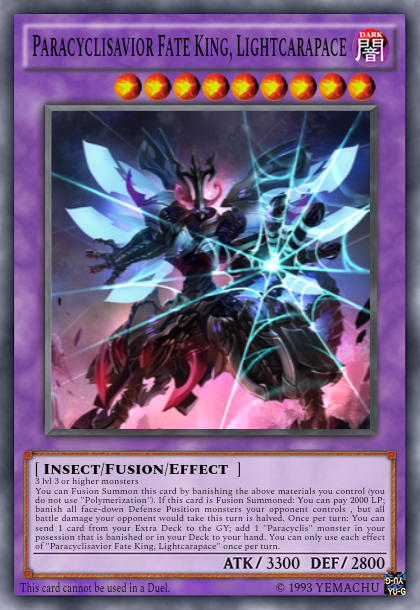 PARACYCLISAVIOR FATE KING, LIGHTCARAPACE
DARK
闇
[ INSECT/FUSION/EFFECT ]
3 lvl 3 or higher monsters
You can Fusion Summon this card by banishing the above materials you control (you
do not use "Polymerization"). If this card is Fusion Summoned: You can pay 2000 LP;
banish all face-down Defense Position monsters your opponent controls , but all
battle damage your opponent would take this turn is halved. Once per turn: You can
send 1 card from your Extra Deck to the GY; add 1 "Paracyclis" monster in your
posession that is banished or in your Deck to your hand. You can only use each effect
of "Paracyclisavior Fate King, Lightcarapace" once per turn.
ATK / 3300 DEF / 2800
This card cannot be used in a Duel. © 1993 YEMACHU
YU-G